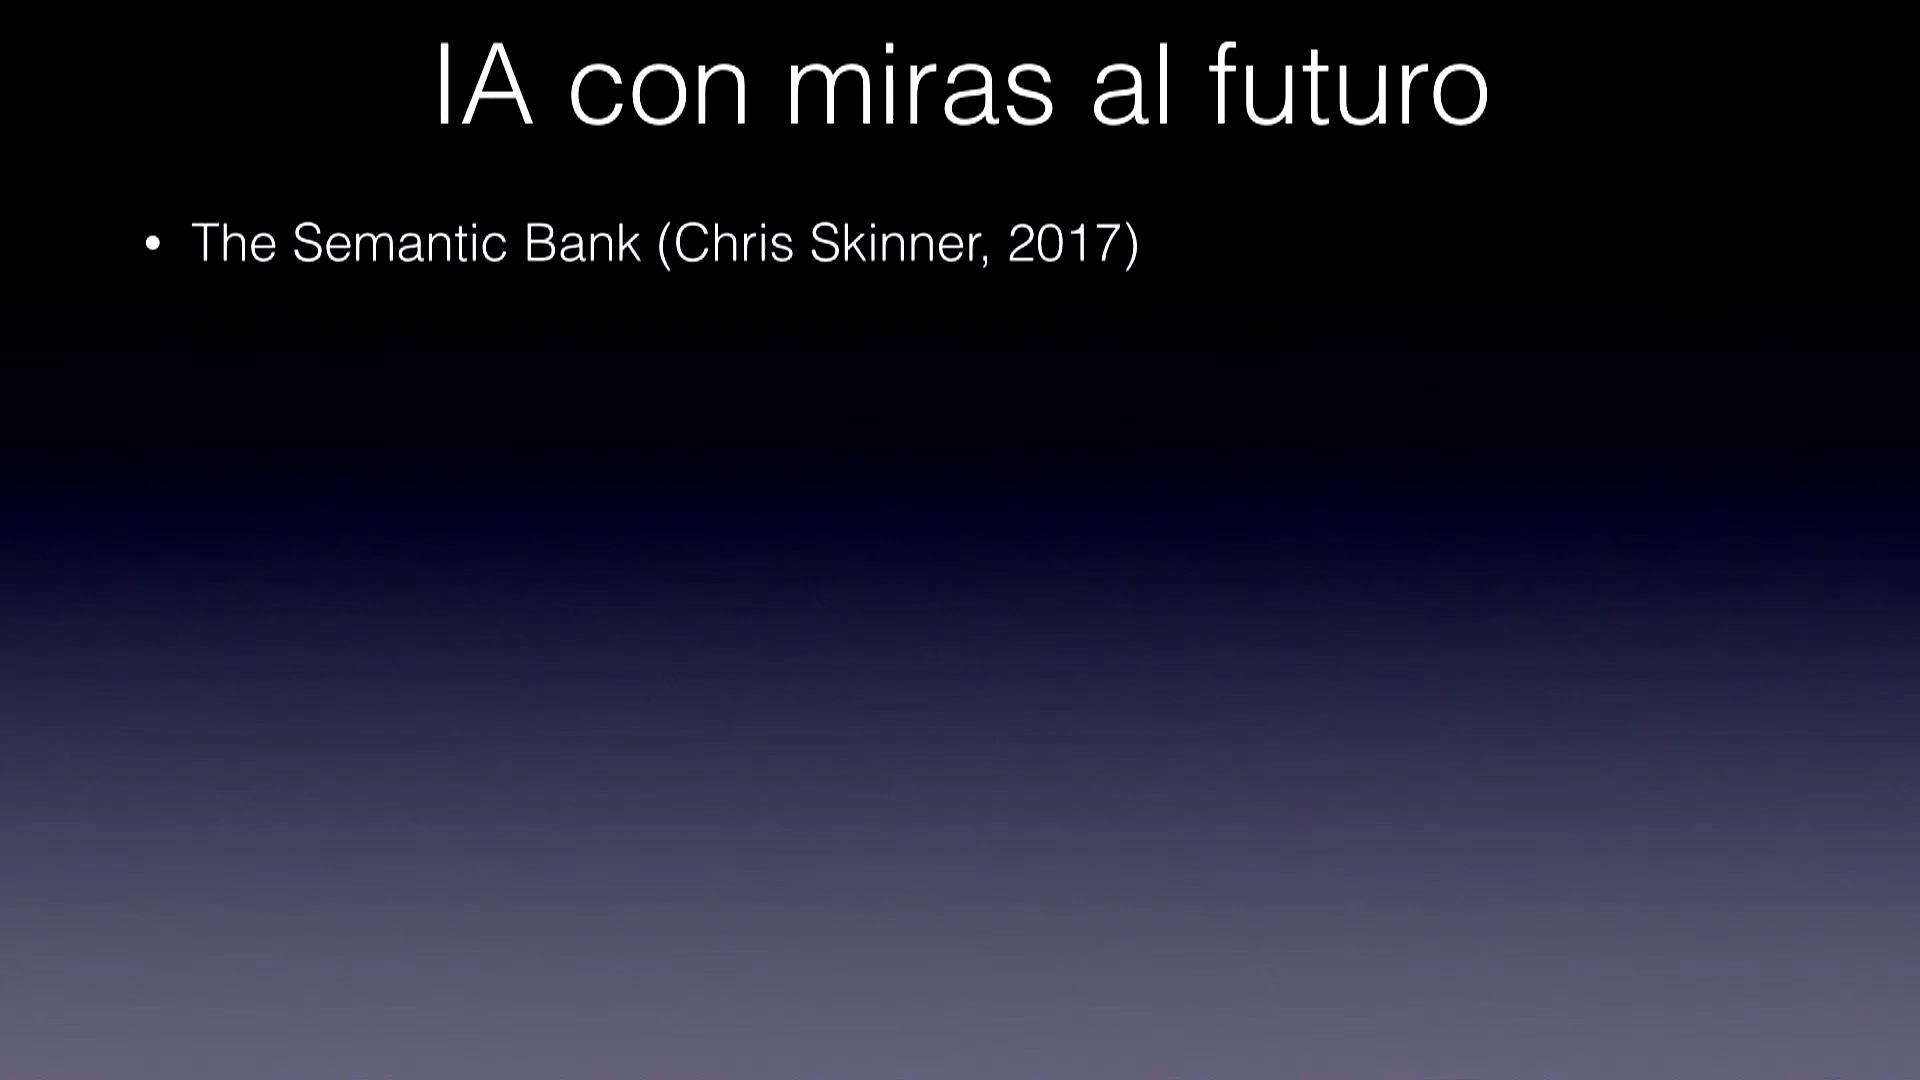 IA con miras al futuro
• The Semantic Bank (Chris Skinner, 2017)